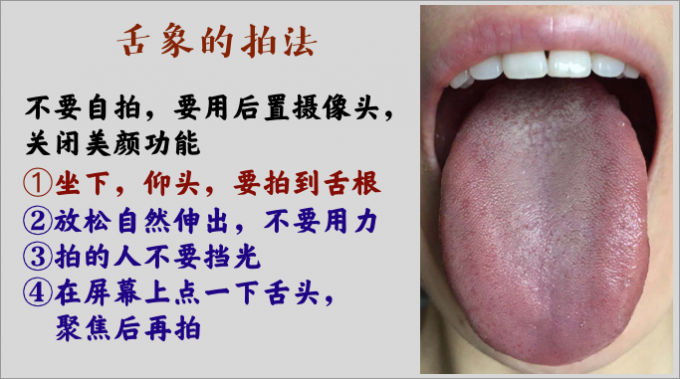 舌象的拍法
不要自拍，要用后置摄像头，
关闭美颜功能
①坐下，仰头，要拍到舌根
②放松自然伸出，不要用力
③拍的人不要挡光
④在屏幕上点一下舌头，
聚焦后再拍